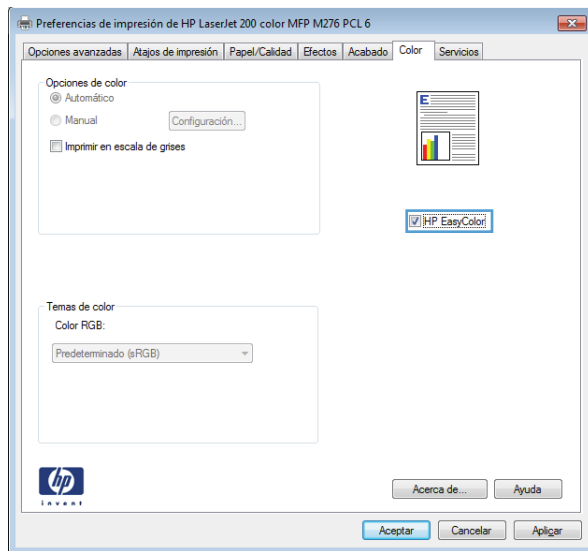 Preferencias de impresión de HP LaserJet 200 color MFP M276 PCL 6
Opciones avanzadas Atajos de impresión Papel/Calidad Efectos Acabado Color Servicios
Opciones de color
Automático
Manual Configuración...
Imprimir en escala de grises
E
HP EasyColor
Temas de color
Color RGB:
Predeterminado (sRGB)
hp
invent
Acerca de... Ayuda
Aceptar Cancelar Aplicar